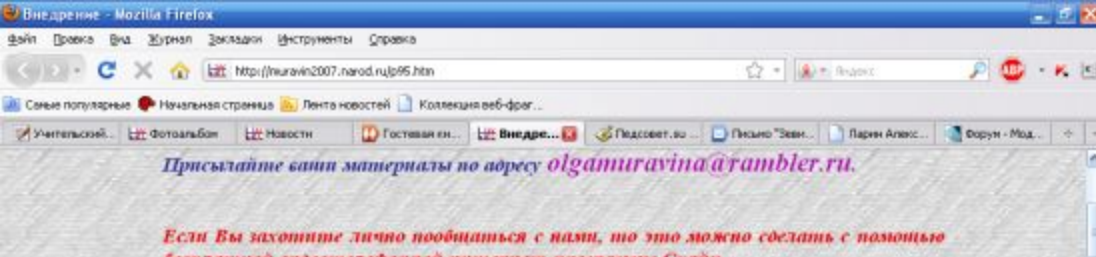 Внедрение - Mozilla Firefox
Файл Правка Вид Журнал Закладки Инструменты Справка
http://muravin2007.narod.ru/p95.htm Яндекс ABP
Самые популярные Начальная страница Лента новостей Коллекция веб-фраг...
Учительский... Фотоальбом Новости Гостевая кн... Внедре... Педсовет.su ... Письмо "Зеви... Ларин Алекс... Форум - Мод...
Присылайте ваши материалы по адресу olgamuravina@rambler.ru.
Если Вы захотите лично пообщаться с нами, то это можно сделать с помощью